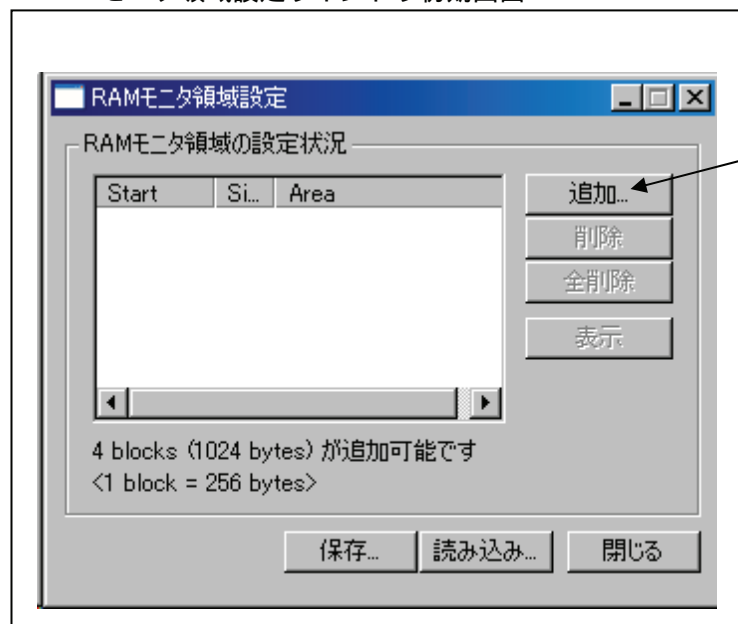 RAMモニタ領域設定
RAMモニタ領域の設定状況
Start Si... Area
追加...
削除
全削除
表示
4 blocks (1024 bytes) が追加可能です
<1 block = 256 bytes>
保存... 読み込み... 閉じる